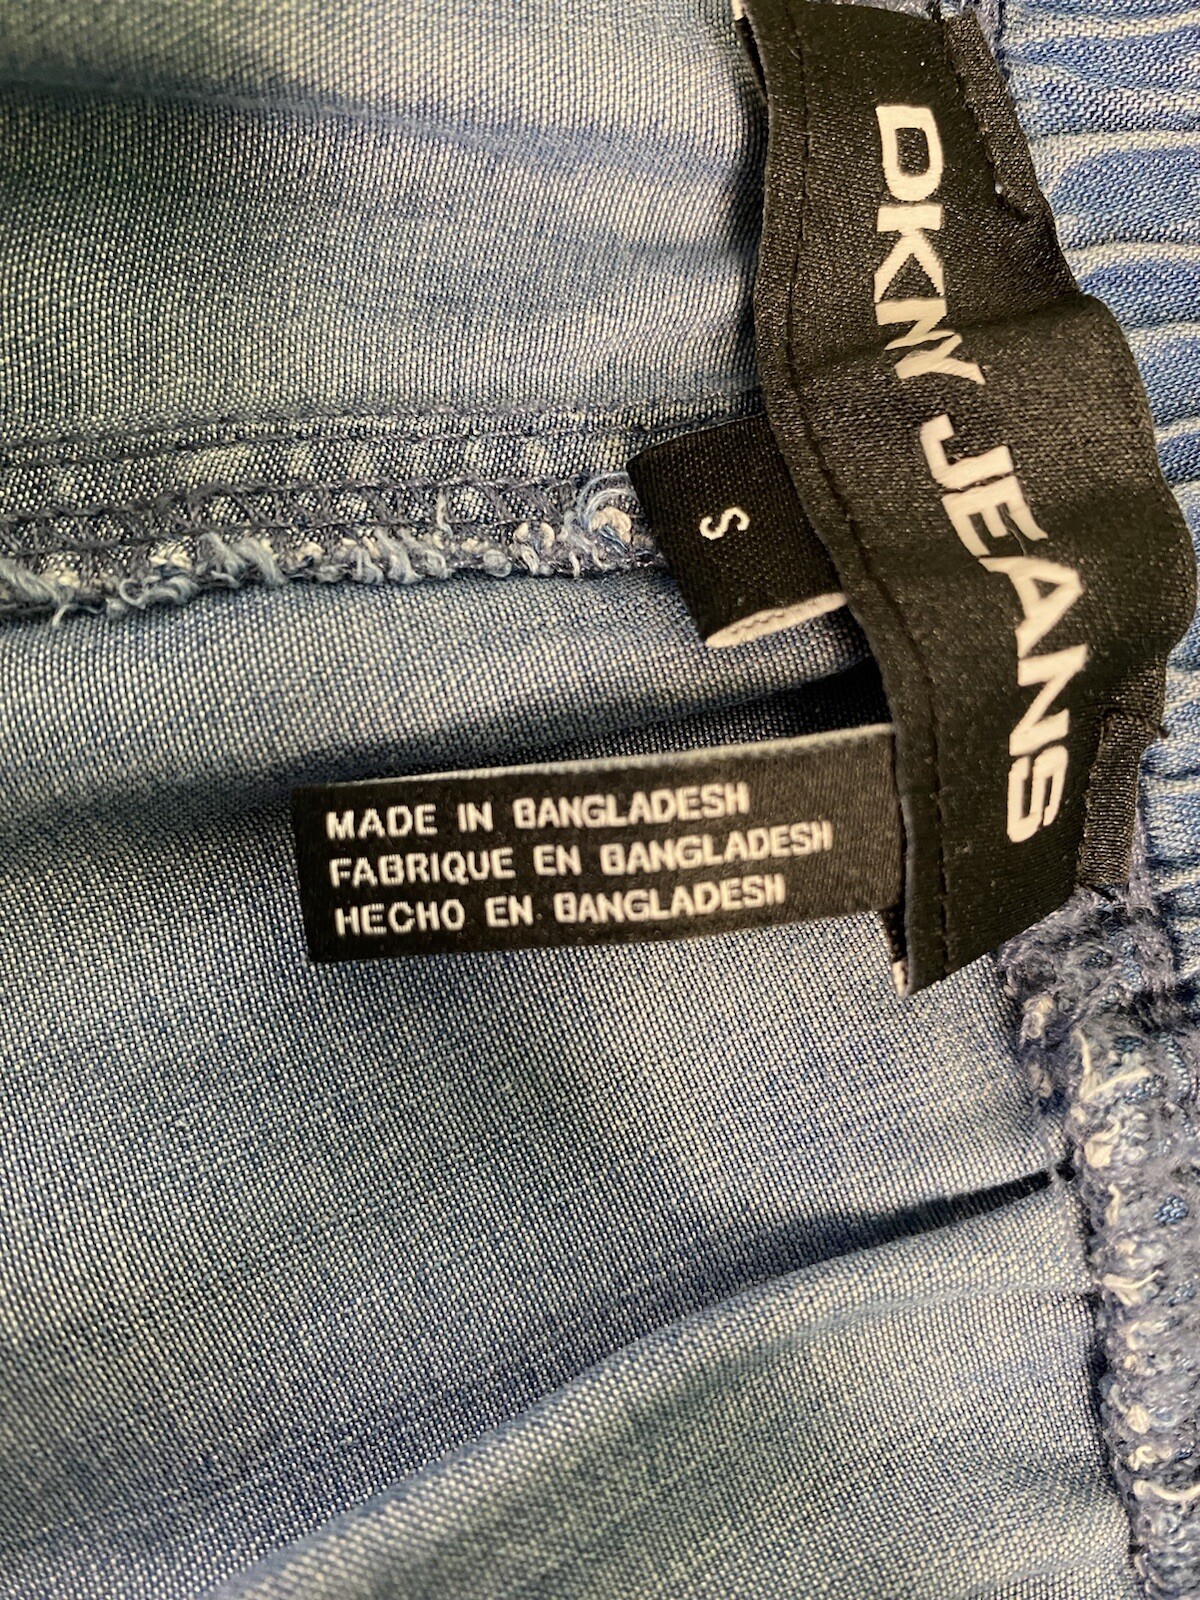 DKNY JEANS
S
MADE IN BANGLADESH
FABRIQUE EN BANGLADESH
HECHO EN BANGLADESH